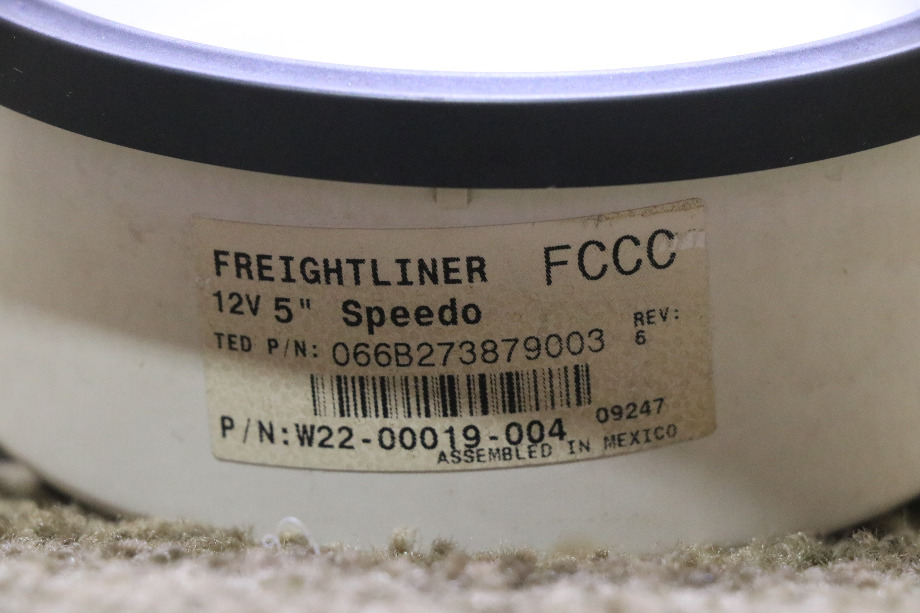 FREIGHTLINER FCCC
12V 5" Speedo
TED P/N: 066B273879003 REV: 6
09247
P/N:W22-00019-004
ASSEMBLED IN MEXICO